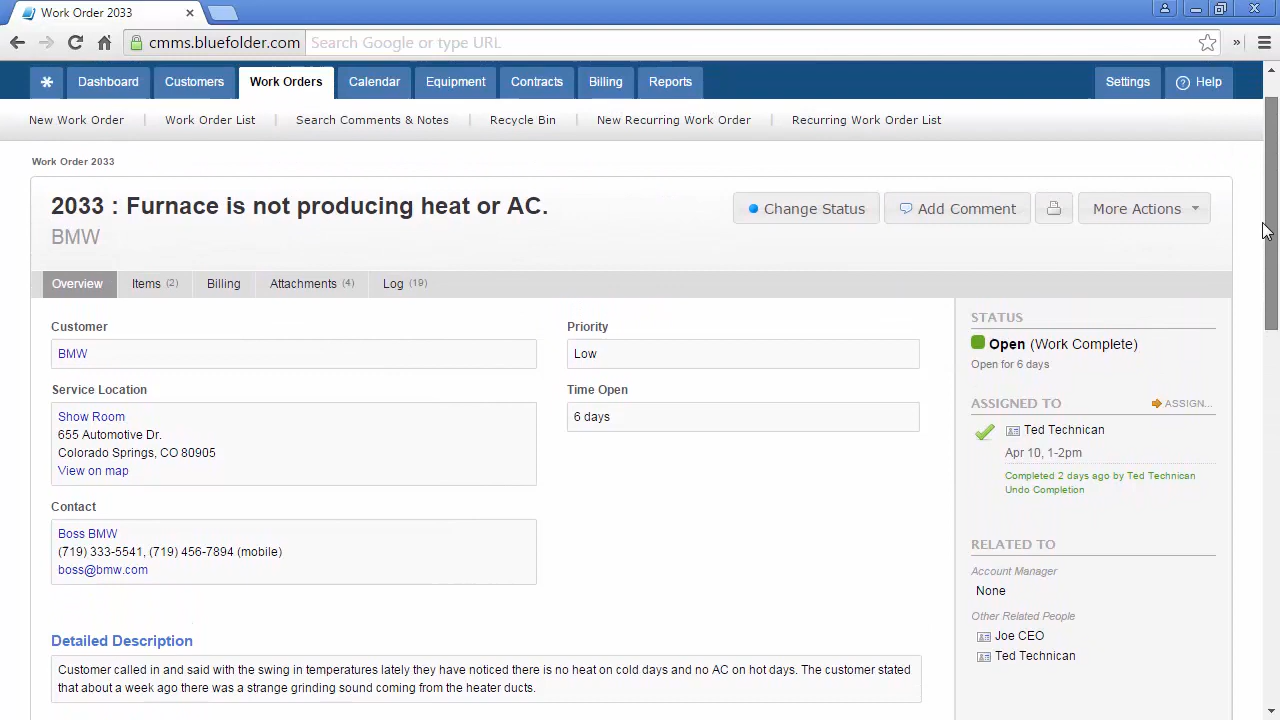 Work Order 2033
cmms.bluefolder.com Search Google or type URL
Dashboard Customers Work Orders Calendar Equipment Contracts Billing Reports Settings Help
New Work Order Work Order List Search Comments & Notes Recycle Bin New Recurring Work Order Recurring Work Order List
Work Order 2033
2033 : Furnace is not producing heat or AC.
Change Status Add Comment More Actions
BMW
Overview Items (2) Billing Attachments (4) Log (19)
Customer
BMW
Service Location
Show Room
655 Automotive Dr.
Colorado Springs, CO 80905
View on map
Contact
Boss BMW
(719) 333-5541, (719) 456-7894 (mobile)
boss@bmw.com
Priority
Low
Time Open
6 days
Detailed Description
Customer called in and said with the swing in temperatures lately they have noticed there is no heat on cold days and no AC on hot days. The customer stated
that about a week ago there was a strange grinding sound coming from the heater ducts.
STATUS
Open (Work Complete)
Open for 6 days
ASSIGNED TO ASSIGN...
Ted Technican
Apr 10, 1-2pm
Completed 2 days ago by Ted Technican
Undo Completion
RELATED TO
Account Manager
None
Other Related People
Joe CEO
Ted Technican